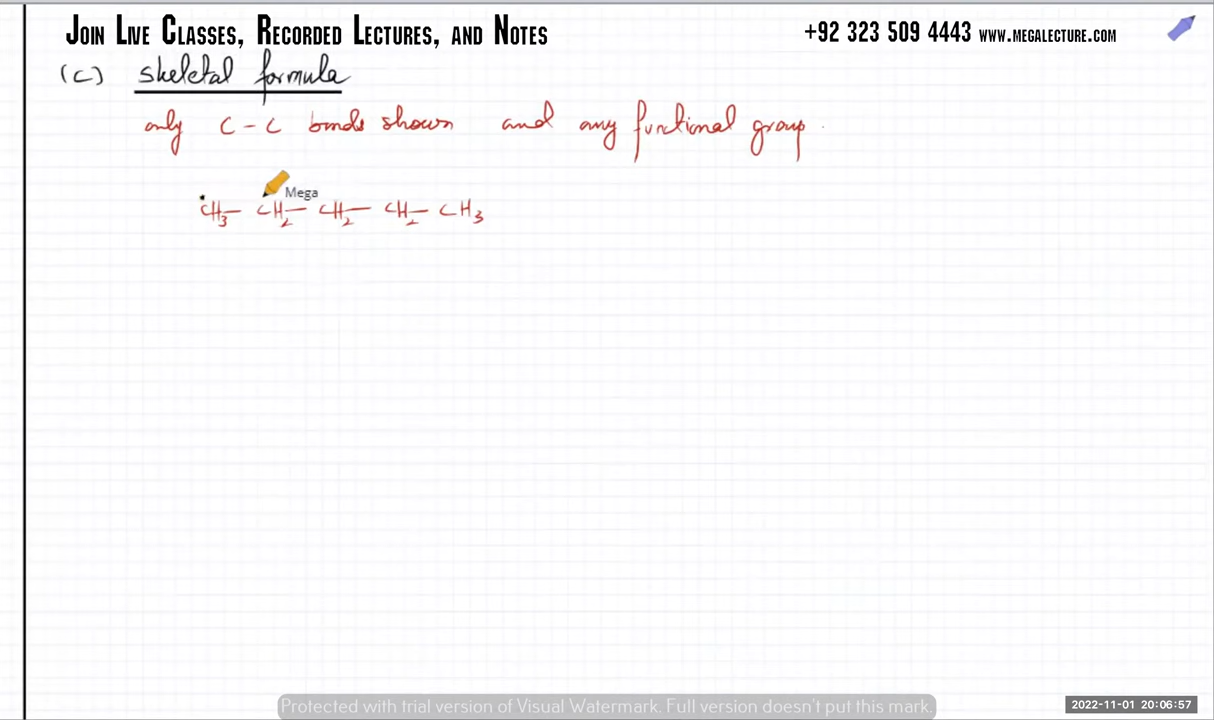 JOIN LIVE CLASSES, RECORDED LECTURES, AND NOTES
+92 323 509 4443 WWW.MEGALECTURE.COM
(c) skeletal formula
only C-C bonds shown and any functional group
Mega
CH₃-CH₂-CH₂-CH₂-CH₃
Protected with trial version of Visual Watermark. Full version doesn't put this mark.
2022-11-01 20:06:57